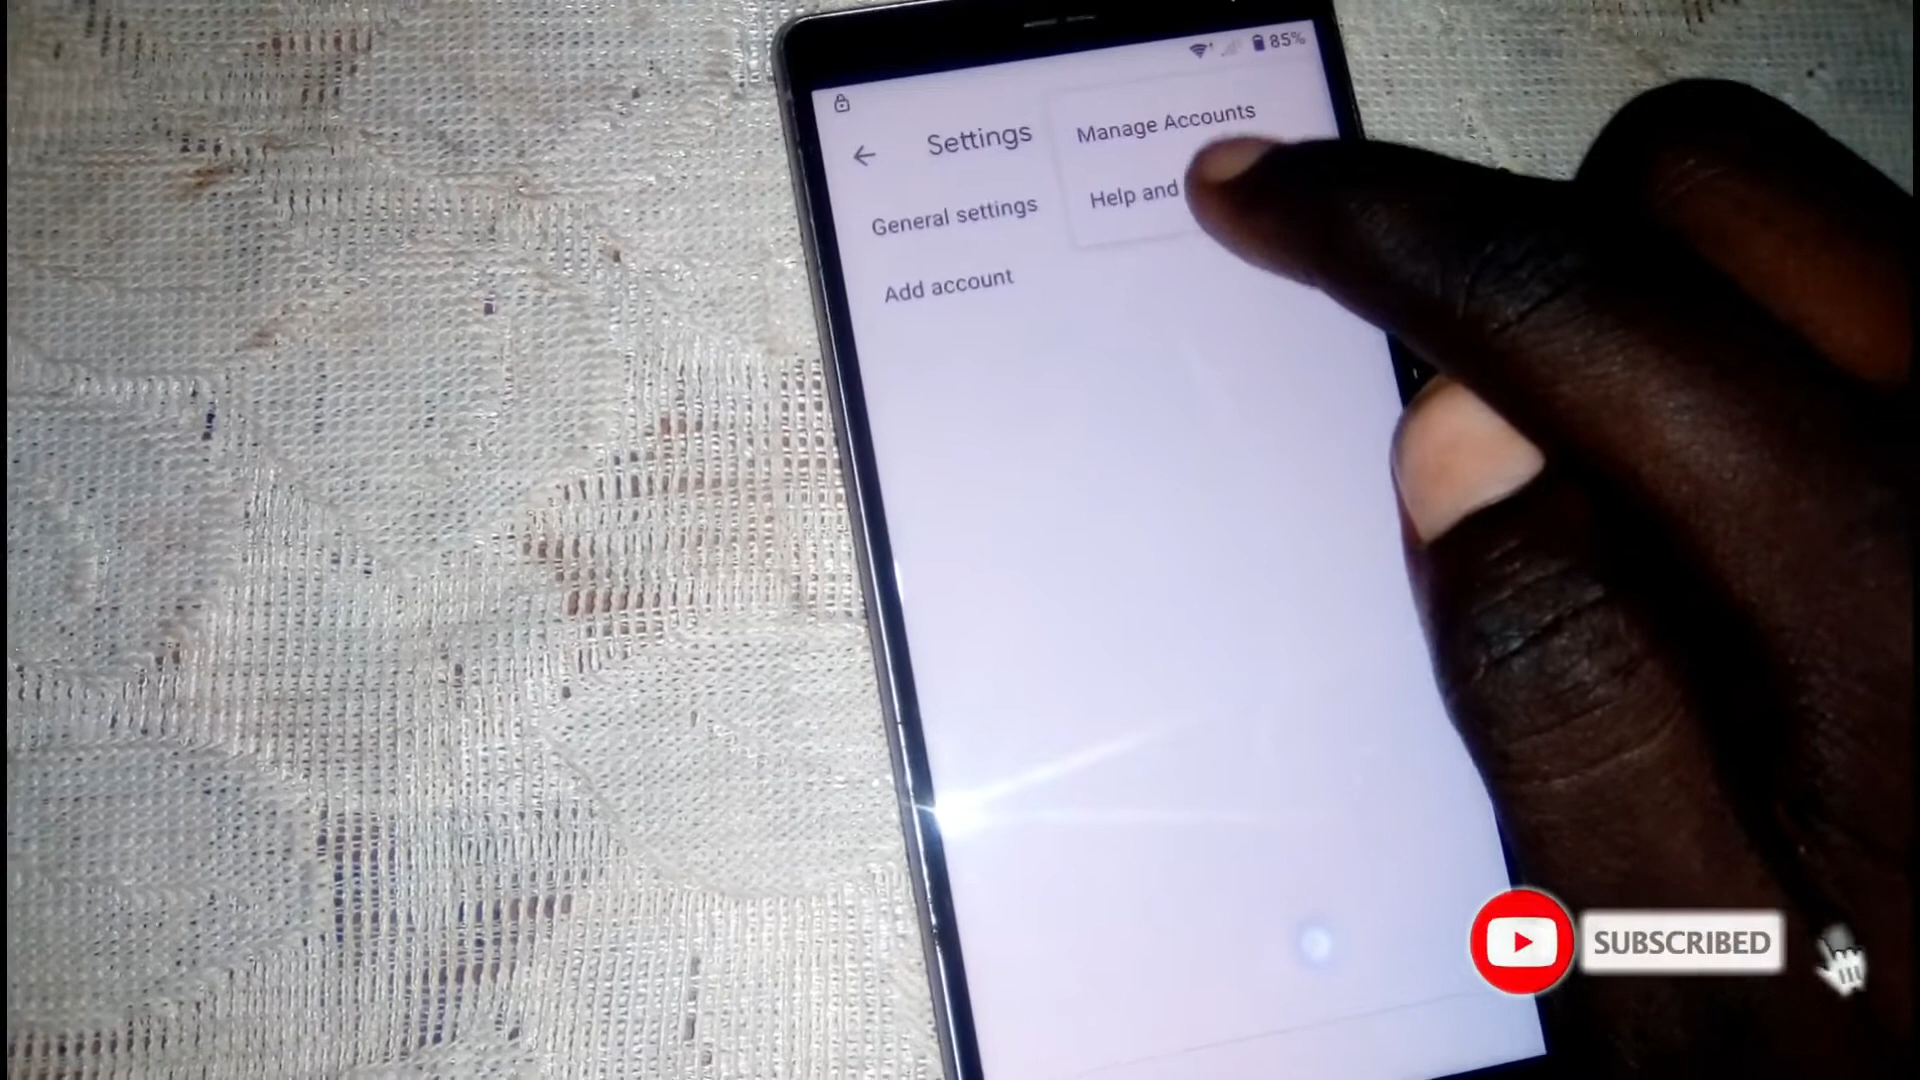 85%
Settings
Manage Accounts
Help and
General settings
Add account
SUBSCRIBED